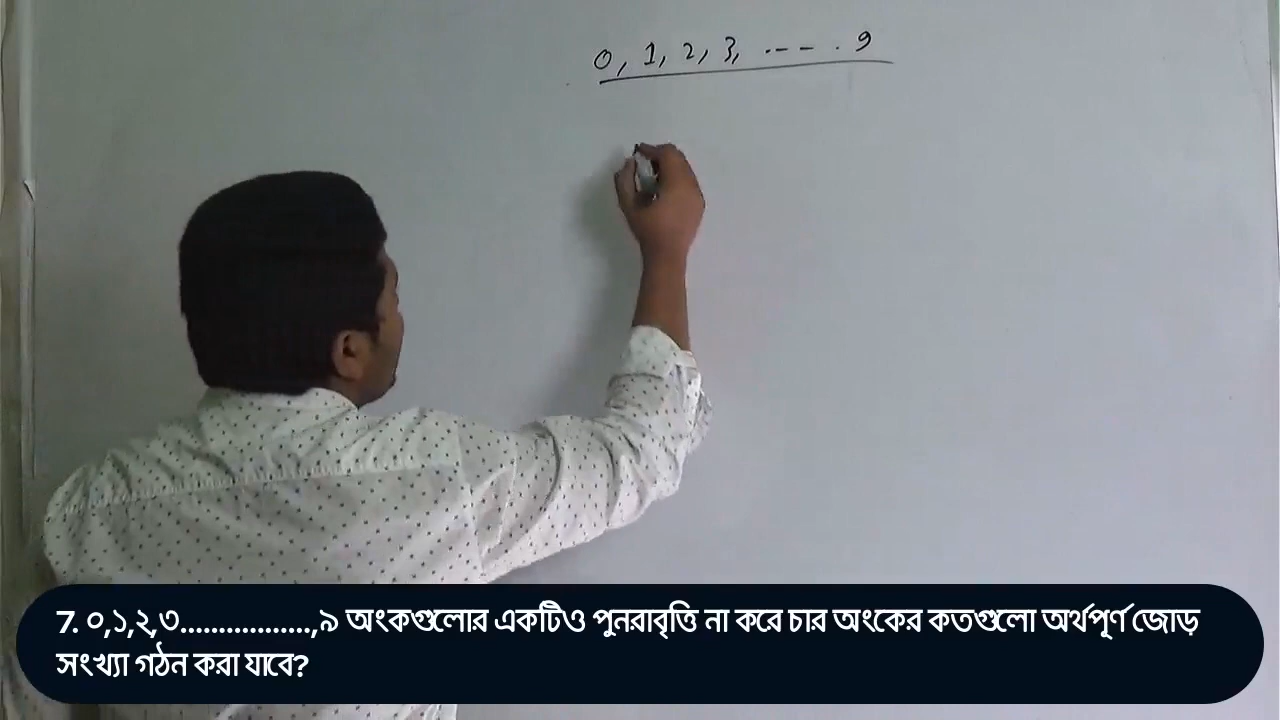 0, 1, 2, 3, ---- . 9
7. ০,১,২,৩.................,৯ অংকগুলোর একটিও পুনরাবৃত্তি না করে চার অংকের কতগুলো অর্থপূর্ণ জোড়
সংখ্যা গঠন করা যাবে?